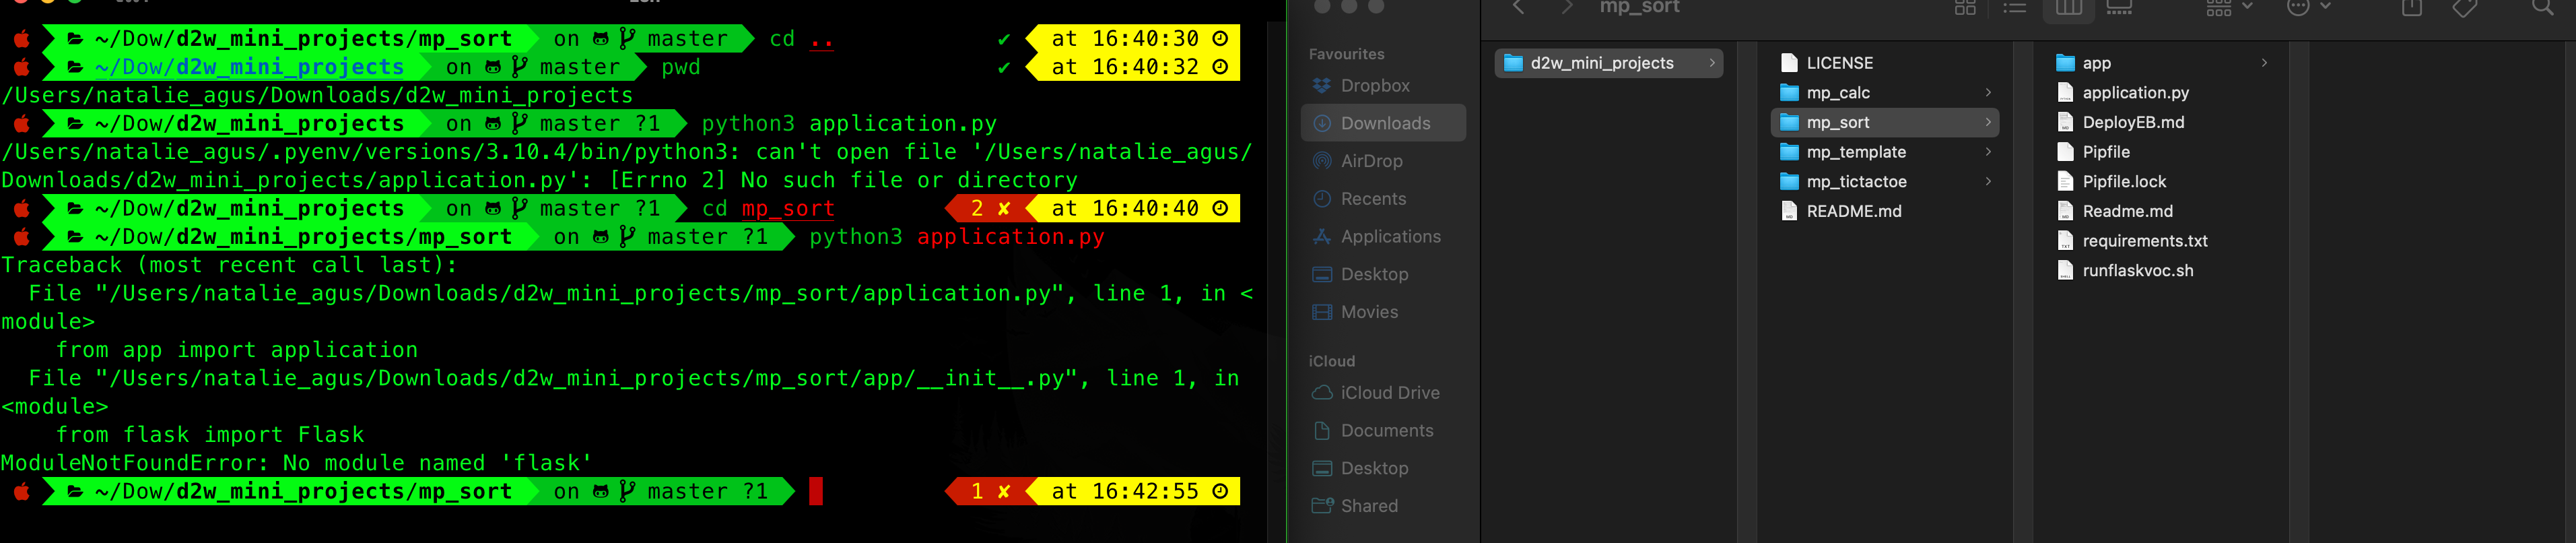 ~/Dow/d2w_mini_projects/mp_sort on master cd .. ✔ at 16:40:30
~/Dow/d2w_mini_projects on master pwd ✔ at 16:40:32
/Users/natalie_agus/Downloads/d2w_mini_projects
~/Dow/d2w_mini_projects on master ?1 python3 application.py
/Users/natalie_agus/.pyenv/versions/3.10.4/bin/python3: can't open file '/Users/natalie_agus/
Downloads/d2w_mini_projects/application.py': [Errno 2] No such file or directory
~/Dow/d2w_mini_projects on master ?1 cd mp_sort 2 ✘ at 16:40:40
~/Dow/d2w_mini_projects/mp_sort on master ?1 python3 application.py
Traceback (most recent call last):
File "/Users/natalie_agus/Downloads/d2w_mini_projects/mp_sort/application.py", line 1, in <
module>
from app import application
File "/Users/natalie_agus/Downloads/d2w_mini_projects/mp_sort/app/__init__.py", line 1, in
<module>
from flask import Flask
ModuleNotFoundError: No module named 'flask'
~/Dow/d2w_mini_projects/mp_sort on master ?1 1 ✘ at 16:42:55
mp_sort
Favourites
Dropbox
Downloads
AirDrop
Recents
Applications
Desktop
Movies
iCloud
iCloud Drive
Documents
Desktop
Shared
d2w_mini_projects
LICENSE
mp_calc
mp_sort
mp_template
mp_tictactoe
README.md
app
application.py
DeployEB.md
Pipfile
Pipfile.lock
Readme.md
requirements.txt
runflaskvoc.sh